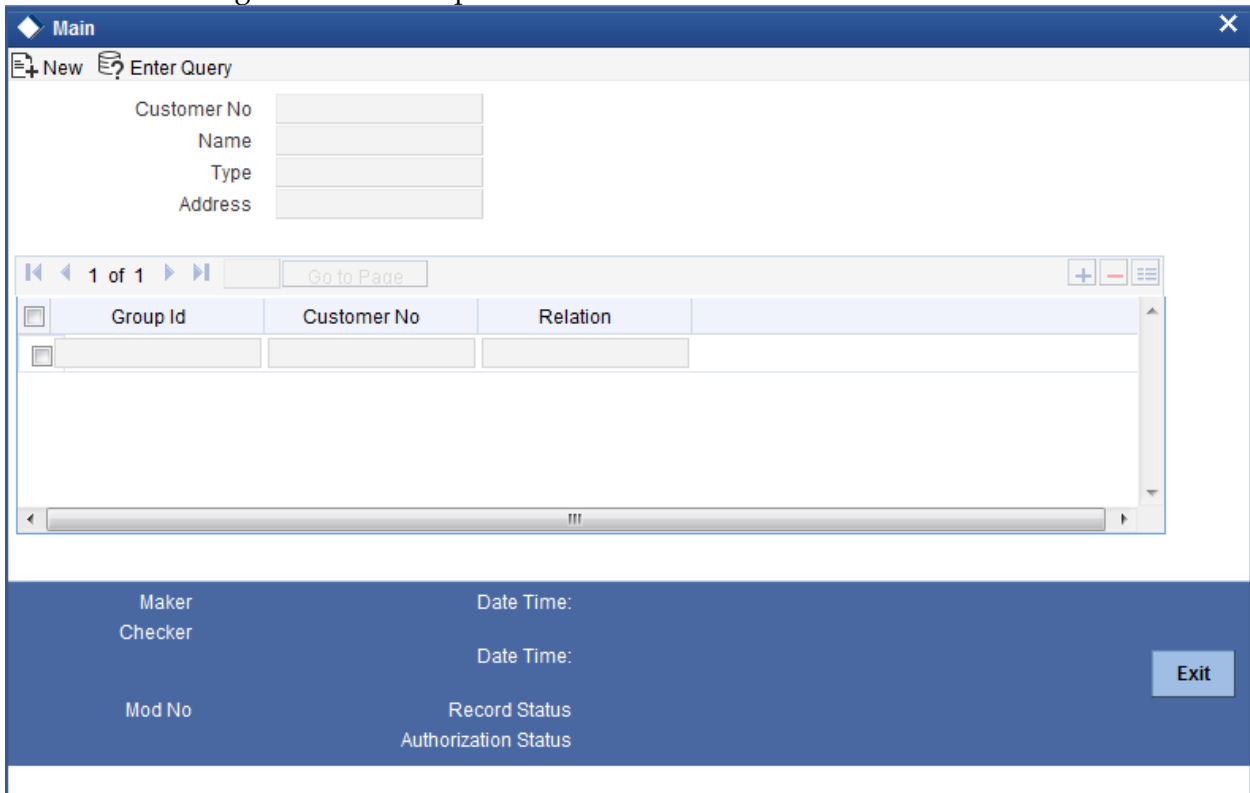 Main
New Enter Query
Customer No
Name
Type
Address
1 of 1 Go to Page
Group Id Customer No Relation
Maker Date Time:
Checker
Date Time:
Exit
Mod No Record Status
Authorization Status